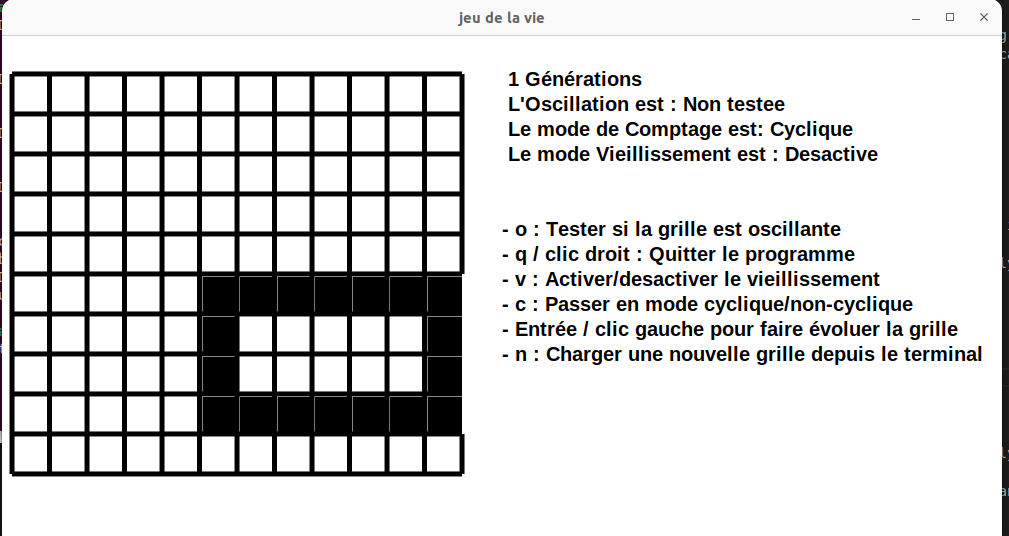 jeu de la vie
1 Générations
L'Oscillation est : Non testee
Le mode de Comptage est: Cyclique
Le mode Vieillissement est : Desactive
- o : Tester si la grille est oscillante
- q / clic droit : Quitter le programme
- v : Activer/desactiver le vieillissement
- c : Passer en mode cyclique/non-cyclique
- Entrée / clic gauche pour faire évoluer la grille
- n : Charger une nouvelle grille depuis le terminal